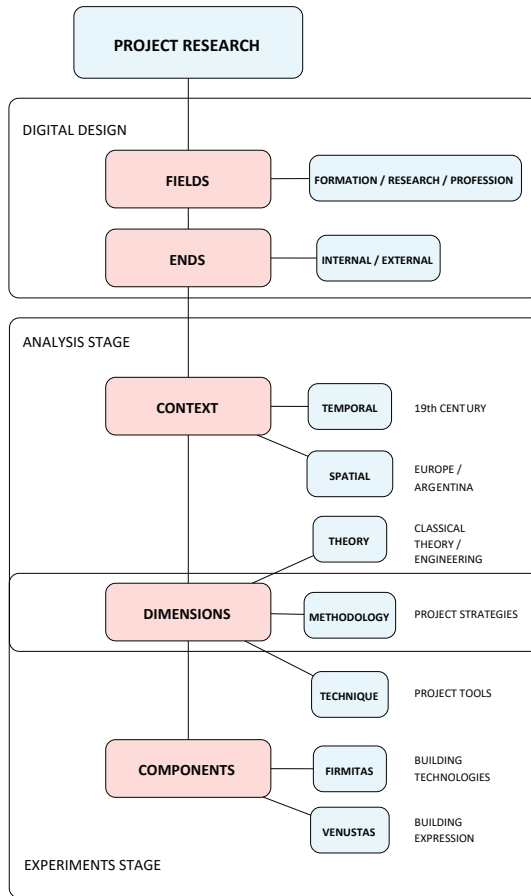 PROJECT RESEARCH
DIGITAL DESIGN
FIELDS
FORMATION / RESEARCH / PROFESSION
ENDS
INTERNAL / EXTERNAL
ANALYSIS STAGE
CONTEXT
TEMPORAL
19th CENTURY
SPATIAL
EUROPE /
ARGENTINA
THEORY
CLASSICAL
THEORY /
ENGINEERING
DIMENSIONS
METHODOLOGY
PROJECT STRATEGIES
TECHNIQUE
PROJECT TOOLS
COMPONENTS
FIRMITAS
BUILDING
TECHNOLOGIES
VENUSTAS
BUILDING
EXPRESSION
EXPERIMENTS STAGE